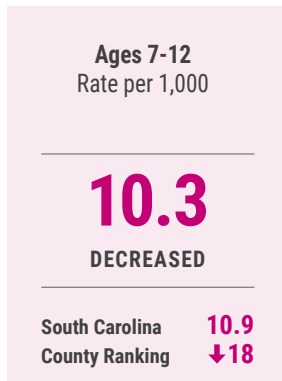 Ages 7-12
Rate per 1,000
10.3
DECREASED
South Carolina 10.9
County Ranking ↓18